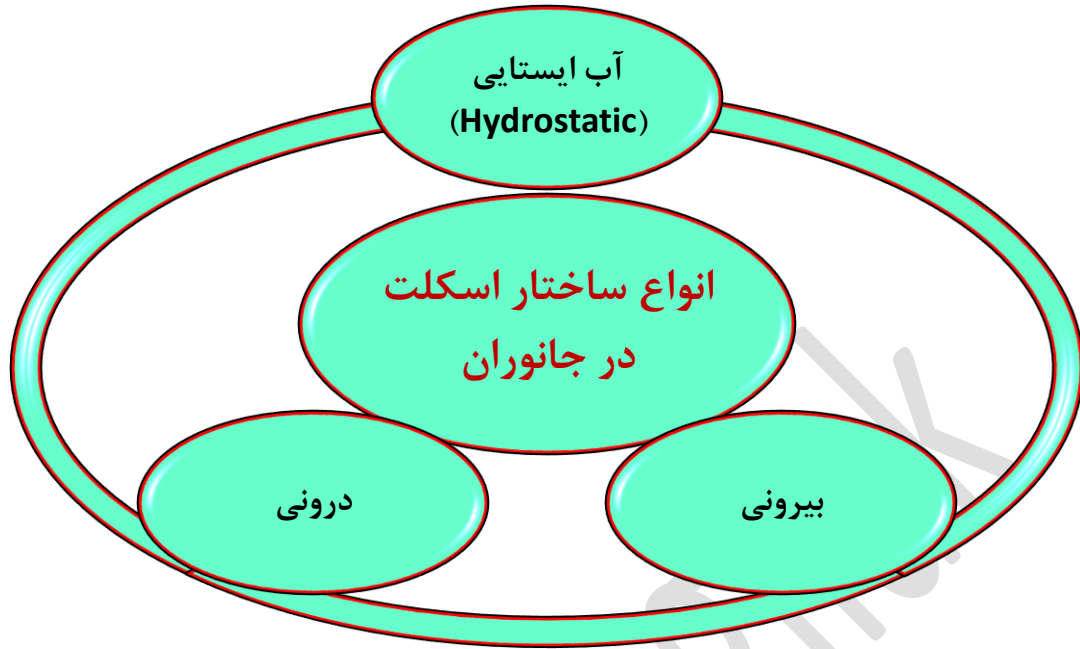 آب ایستایی
(Hydrostatic)
انواع ساختار اسکلت
در جانوران
بیرونی
درونی